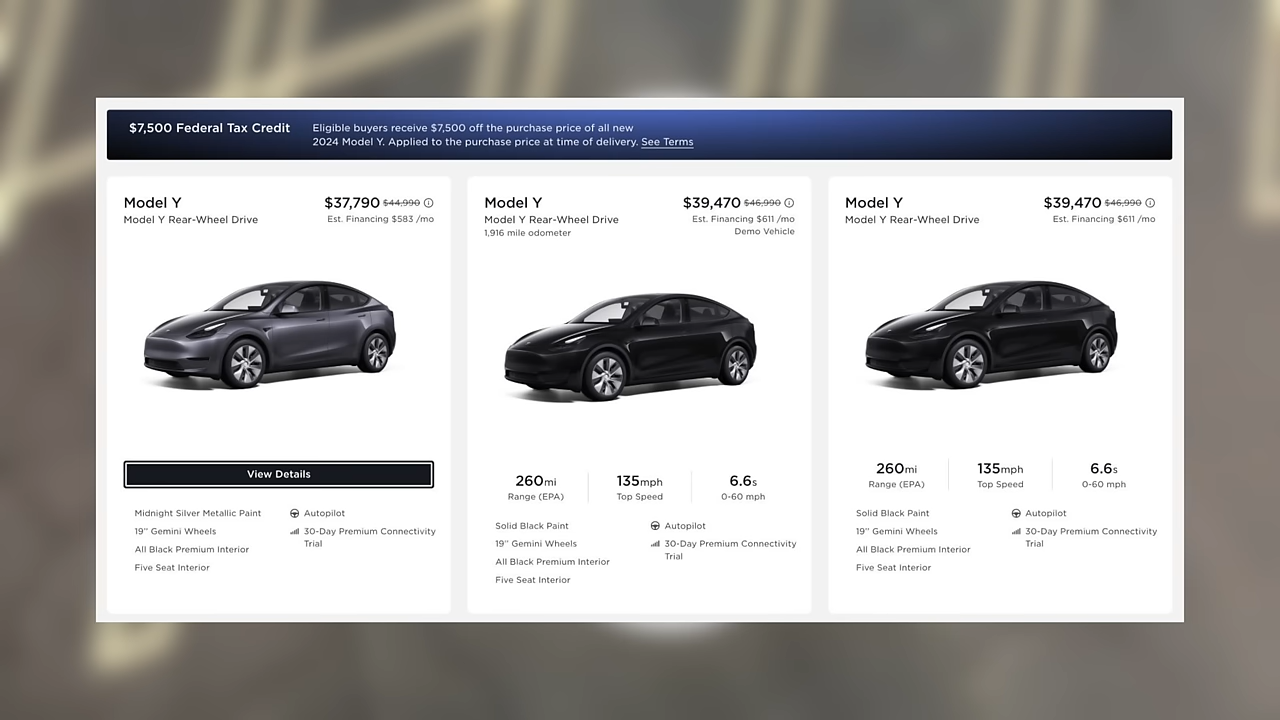 $7,500 Federal Tax Credit
Eligible buyers receive $7,500 off the purchase price of all new
2024 Model Y. Applied to the purchase price at time of delivery. See Terms
Model Y
$37,790 $44,990
Model Y Rear-Wheel Drive
Est. Financing $583 /mo
View Details
Midnight Silver Metallic Paint
19" Gemini Wheels
All Black Premium Interior
Five Seat Interior
Autopilot
30-Day Premium Connectivity
Trial
Model Y
$39,470 $46,990
Model Y Rear-Wheel Drive
Est. Financing $611 /mo
1,916 mile odometer
Demo Vehicle
260mi
Range (EPA)
135mph
Top Speed
6.6s
0-60 mph
Solid Black Paint
19" Gemini Wheels
All Black Premium Interior
Five Seat Interior
Autopilot
30-Day Premium Connectivity
Trial
Model Y
$39,470 $46,990
Model Y Rear-Wheel Drive
Est. Financing $611 /mo
260mi
Range (EPA)
135mph
Top Speed
6.6s
0-60 mph
Solid Black Paint
19" Gemini Wheels
All Black Premium Interior
Five Seat Interior
Autopilot
30-Day Premium Connectivity
Trial